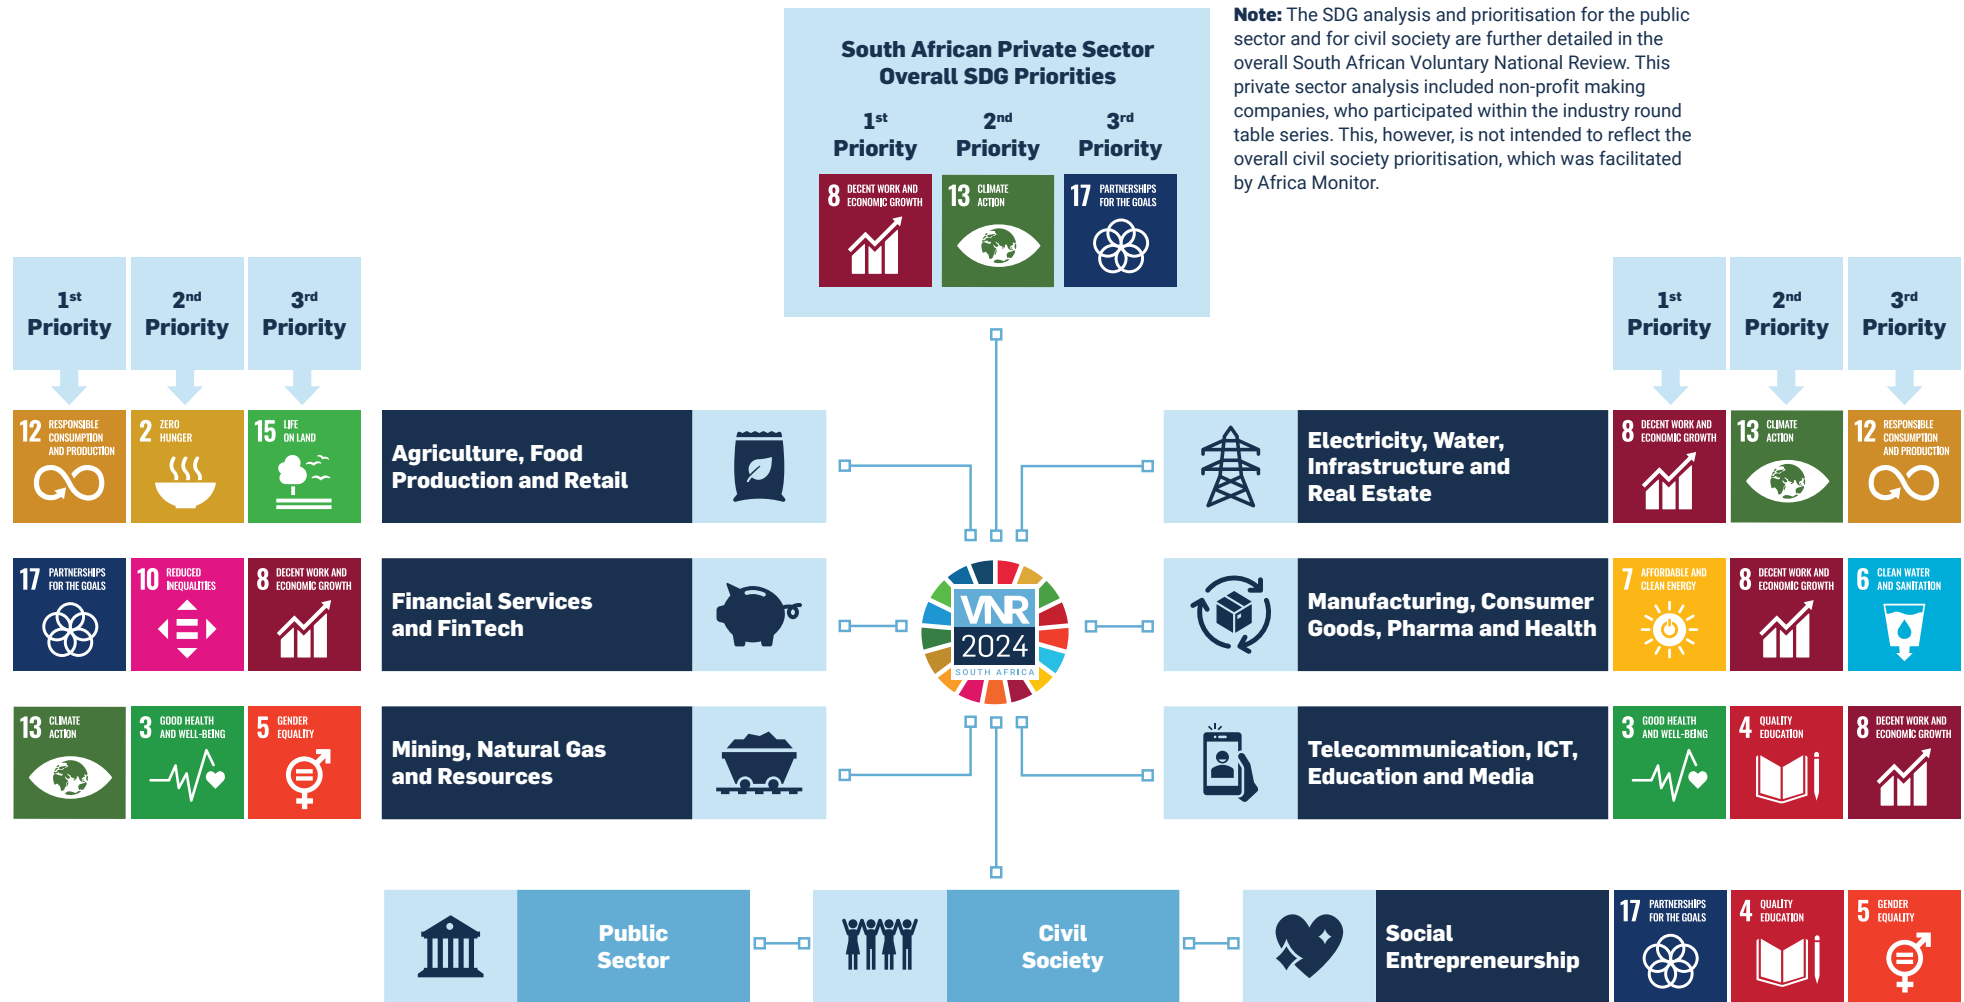 South African Private Sector
Overall SDG Priorities
1st
Priority
2nd
Priority
3rd
Priority
8 DECENT WORK AND
ECONOMIC GROWTH
13 CLIMATE
ACTION
17 PARTNERSHIPS
FOR THE GOALS
Note: The SDG analysis and prioritisation for the public
sector and for civil society are further detailed in the
overall South African Voluntary National Review. This
private sector analysis included non-profit making
companies, who participated within the industry round
table series. This, however, is not intended to reflect the
overall civil society prioritisation, which was facilitated
by Africa Monitor.
1st
Priority
2nd
Priority
3rd
Priority
12 RESPONSIBLE
CONSUMPTION
AND PRODUCTION
2 ZERO
HUNGER
15 LIFE
ON LAND
Agriculture, Food
Production and Retail
17 PARTNERSHIPS
FOR THE GOALS
10 REDUCED
INEQUALITIES
8 DECENT WORK AND
ECONOMIC GROWTH
Financial Services
and FinTech
13 CLIMATE
ACTION
3 GOOD HEALTH
AND WELL-BEING
5 GENDER
EQUALITY
Mining, Natural Gas
and Resources
VNR
2024
SOUTH AFRICA
1st
Priority
2nd
Priority
3rd
Priority
Electricity, Water,
Infrastructure and
Real Estate
8 DECENT WORK AND
ECONOMIC GROWTH
13 CLIMATE
ACTION
12 RESPONSIBLE
CONSUMPTION
AND PRODUCTION
Manufacturing, Consumer
Goods, Pharma and Health
7 AFFORDABLE AND
CLEAN ENERGY
8 DECENT WORK AND
ECONOMIC GROWTH
6 CLEAN WATER
AND SANITATION
Telecommunication, ICT,
Education and Media
3 GOOD HEALTH
AND WELL-BEING
4 QUALITY
EDUCATION
8 DECENT WORK AND
ECONOMIC GROWTH
Public
Sector
Civil
Society
Social
Entrepreneurship
17 PARTNERSHIPS
FOR THE GOALS
4 QUALITY
EDUCATION
5 GENDER
EQUALITY